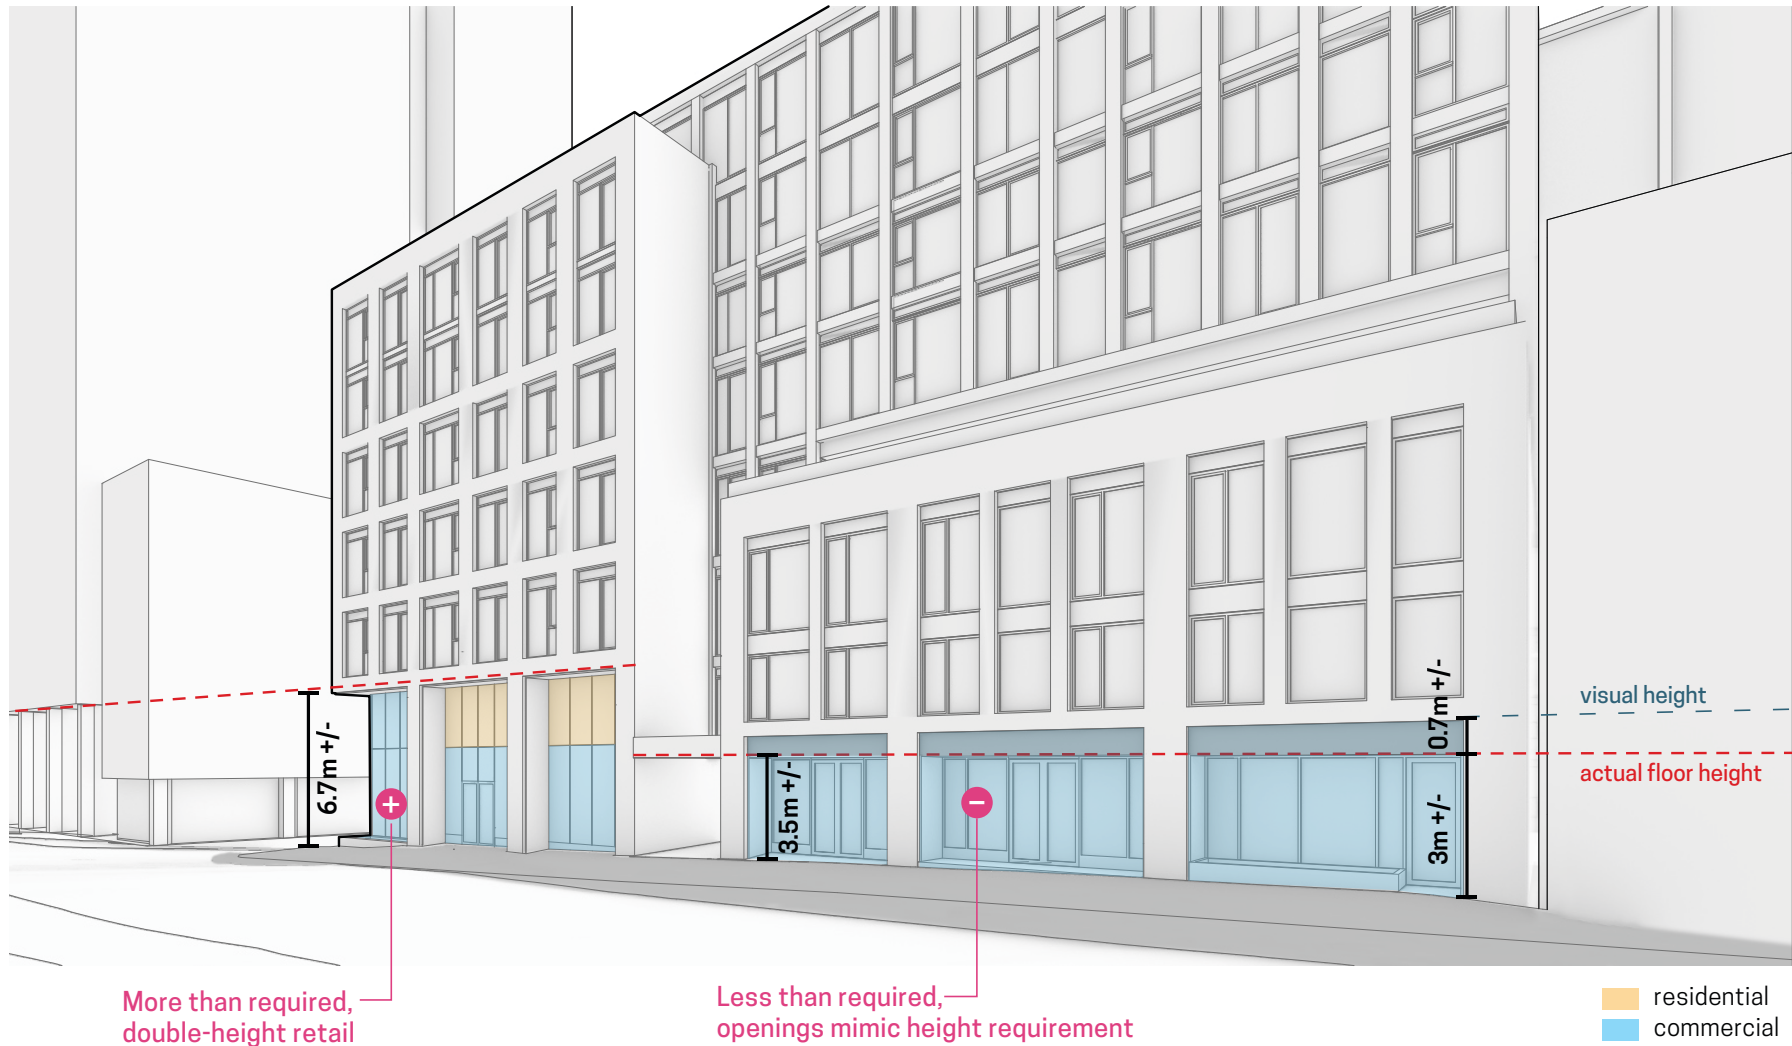 6.7m +/-
3.5m +/-
0.7m +/-
3m +/-
visual height
actual floor height
More than required,
double-height retail
Less than required,
openings mimic height requirement
residential
commercial